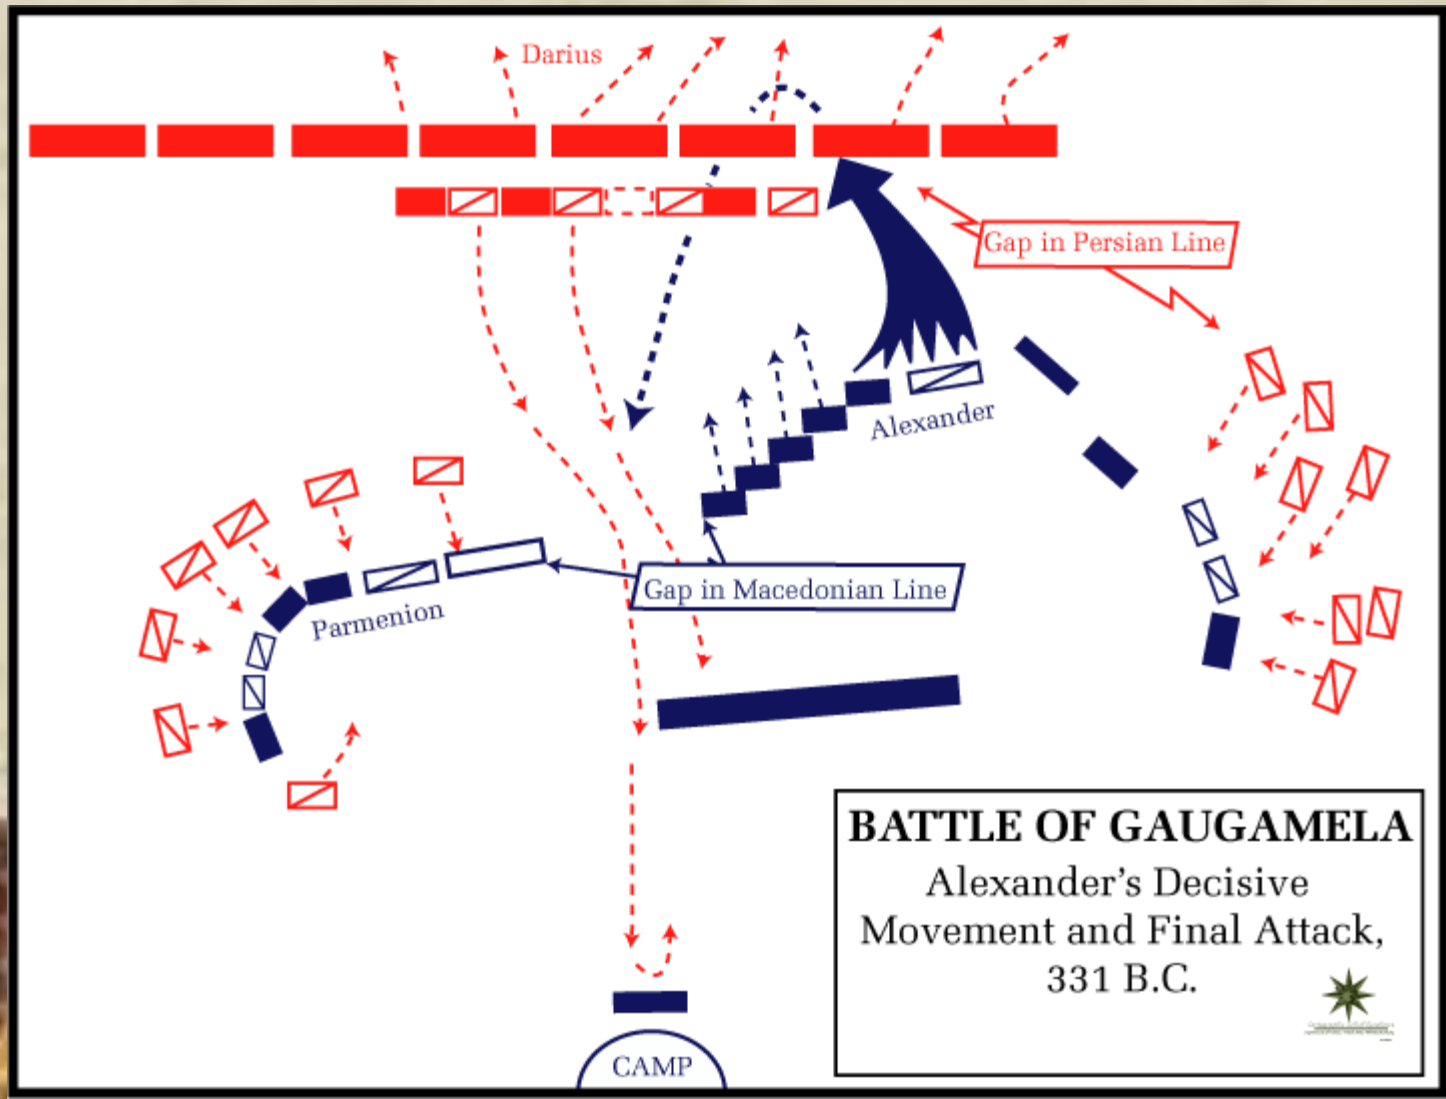 Darius
Gap in Persian Line
Alexander
Gap in Macedonian Line
Parmenion
BATTLE OF GAUGAMELA
Alexander's Decisive
Movement and Final Attack,
331 B.C.
CAMP